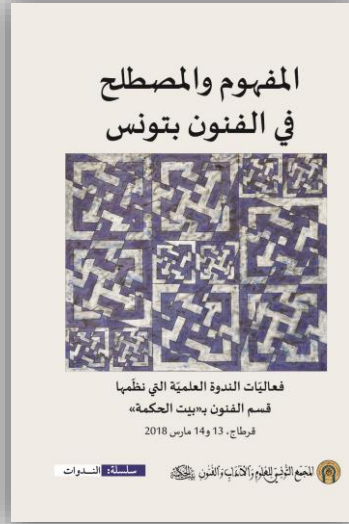 المفهوم والمصطلح
في الفنون بتونس
فعاليّات الندوة العلميّة التي نظّمها
قسم الفنون بـ«بيت الحكمة»
قرطاج، 13 و14 مارس 2018
المجمع التونسي للعلوم والآداب والفنون بيت الحكمة
سلسلة: النــدوات